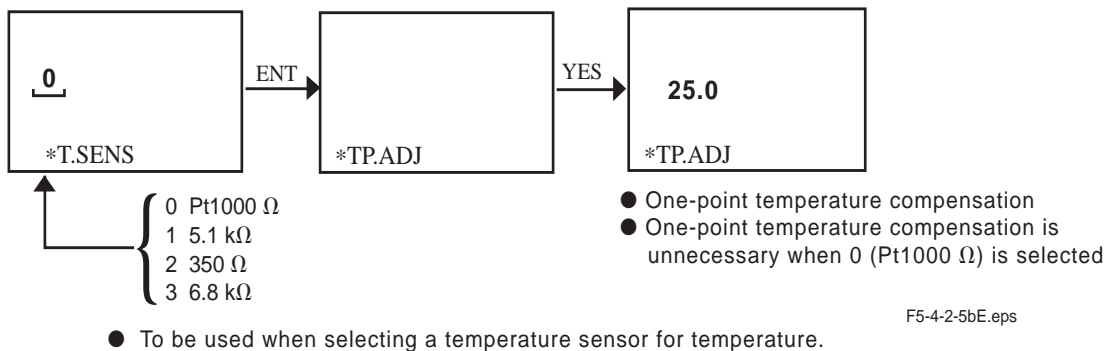 0
*T.SENS
ENT
*TP.ADJ
YES
25.0
*TP.ADJ
0 Pt1000 Ω
1 5.1 kΩ
2 350 Ω
3 6.8 kΩ
● One-point temperature compensation
● One-point temperature compensation is
unnecessary when 0 (Pt1000 Ω) is selected
F5-4-2-5bE.eps
● To be used when selecting a temperature sensor for temperature.